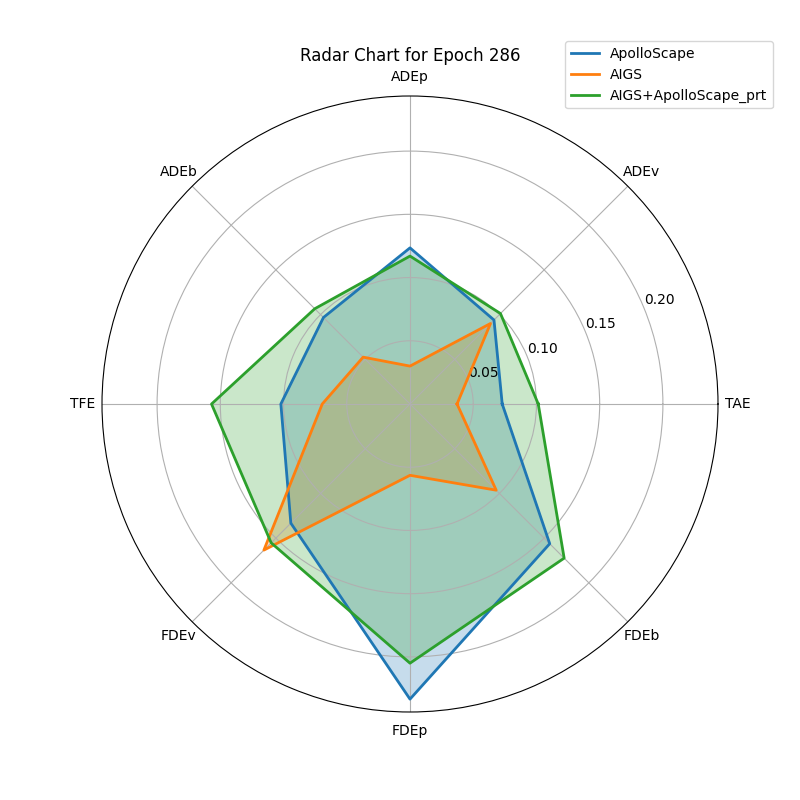 Radar Chart for Epoch 286
ApolloScape
AIGS
AIGS+ApolloScape_prt
ADEp
ADEb
ADEv
0.20
0.15
0.10
0.05
TFE
TAE
FDEv
FDEb
FDEp